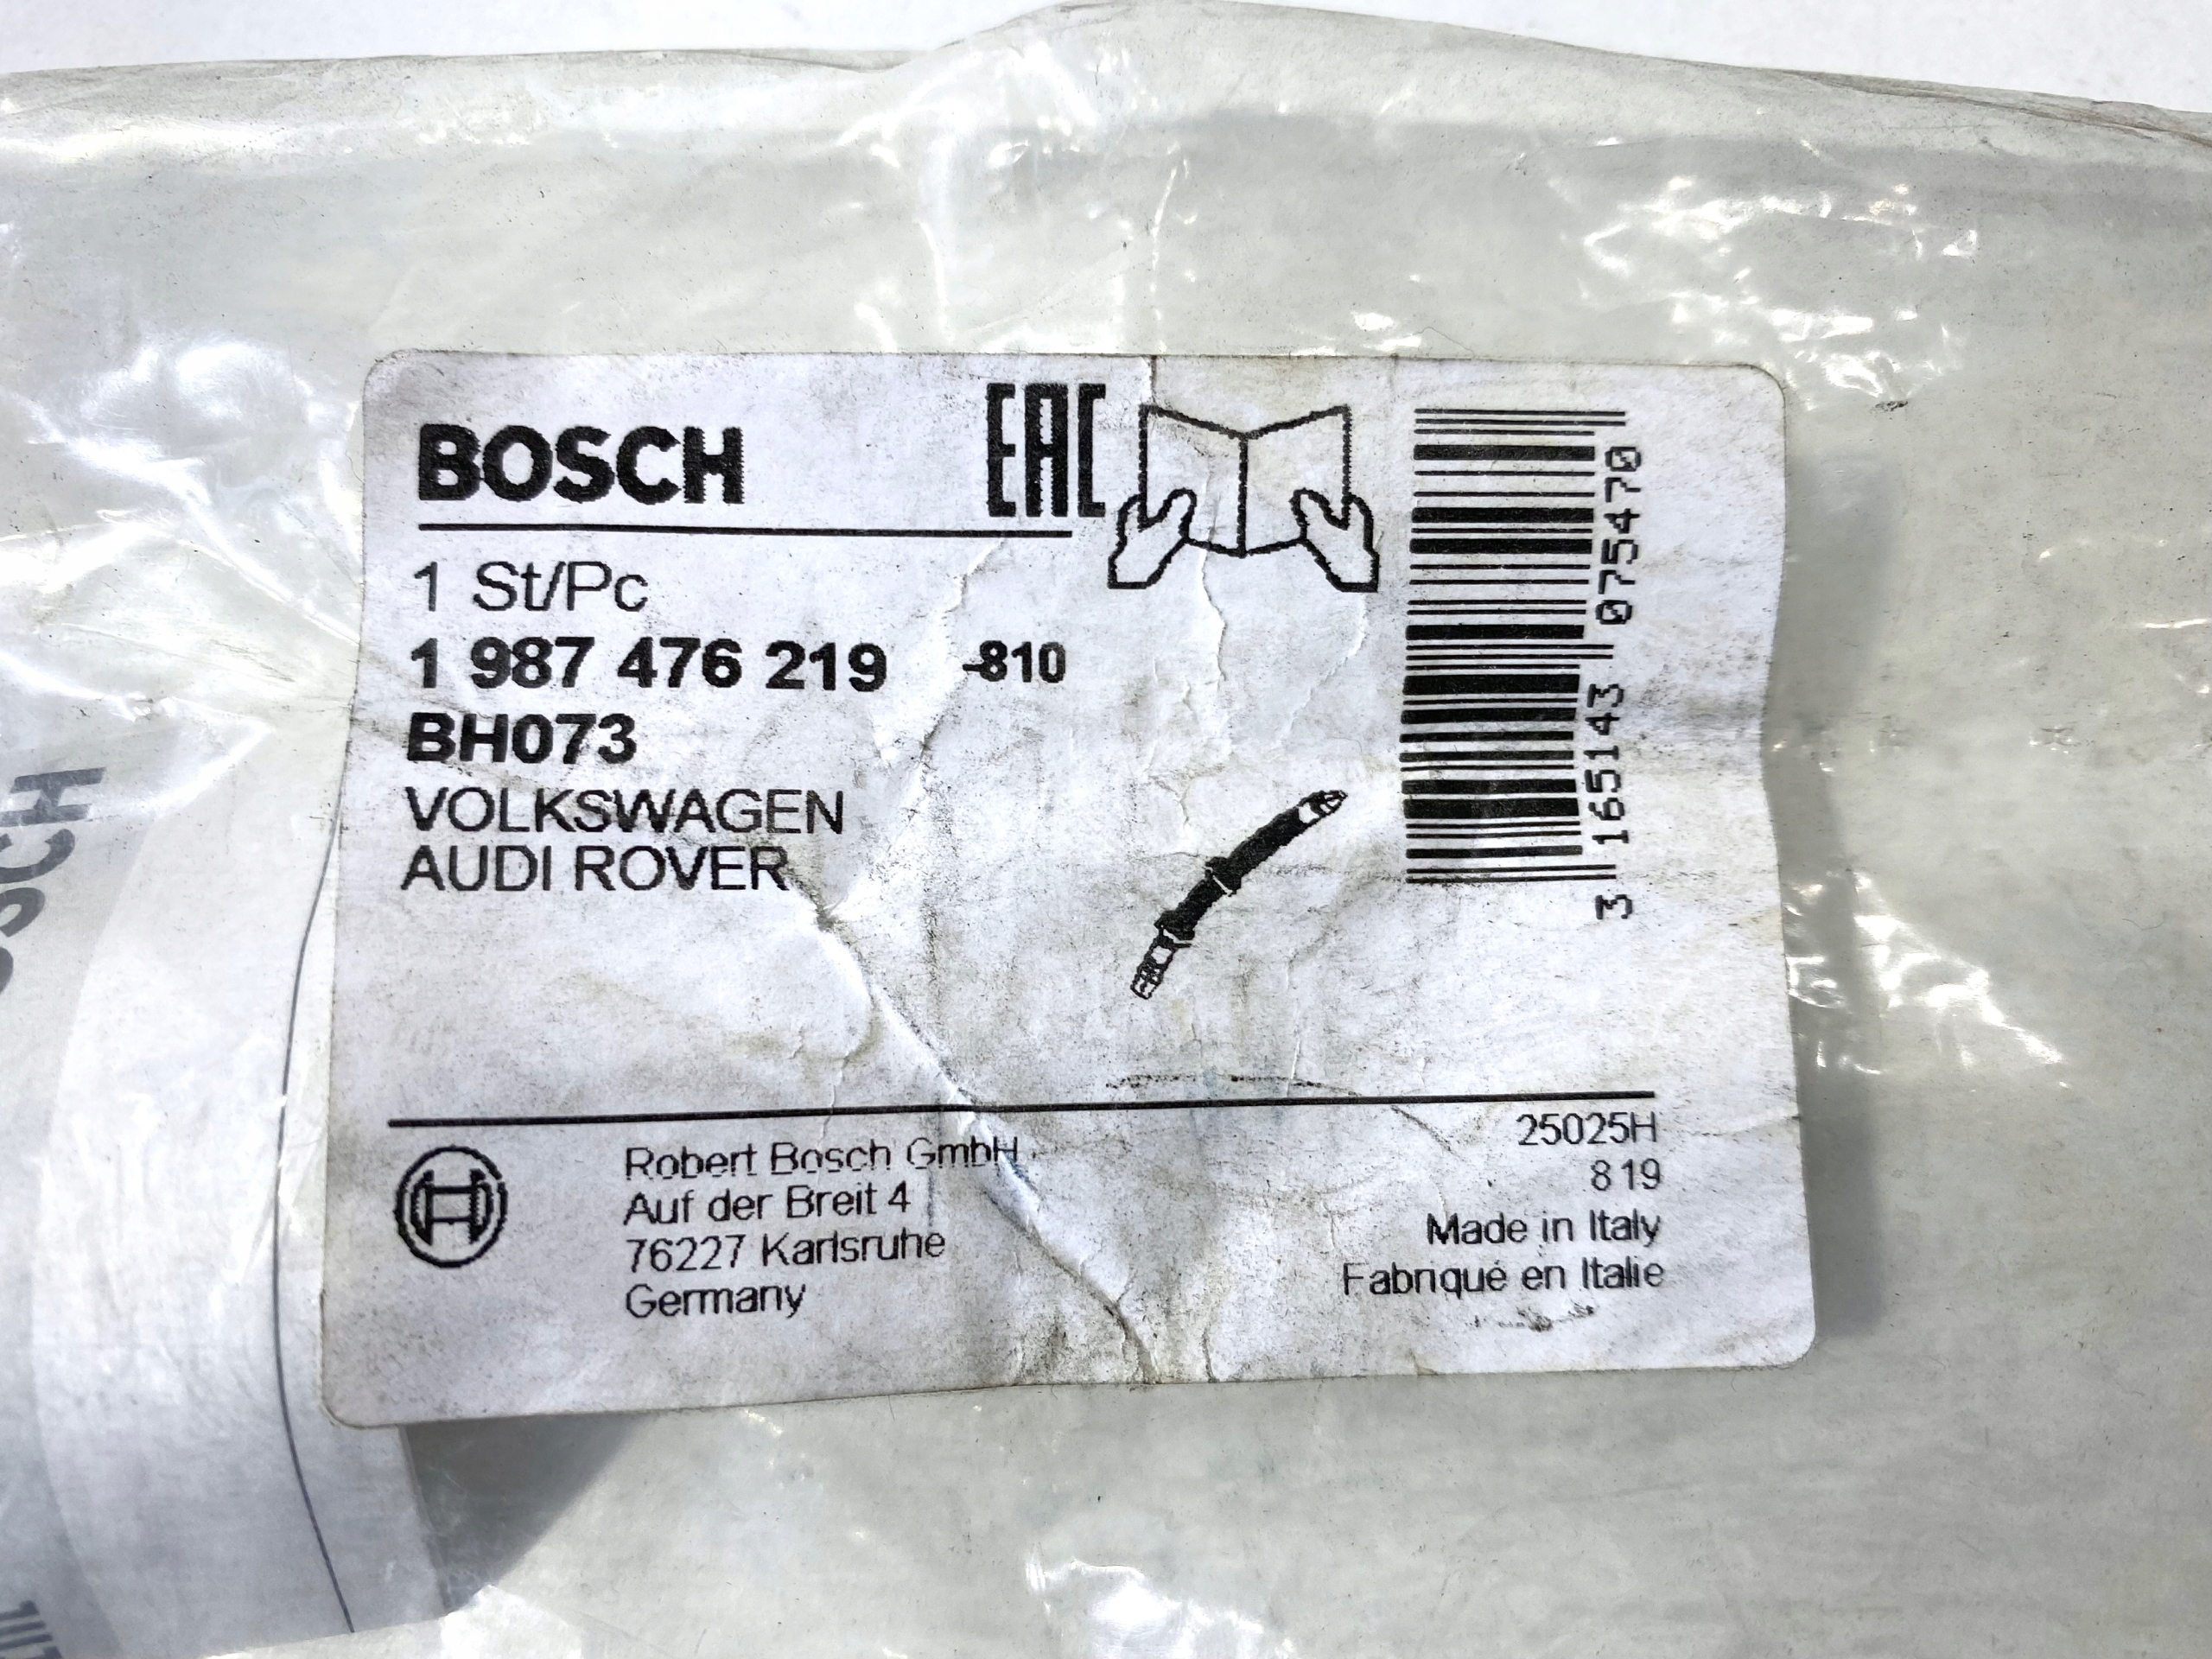 BOSCH
EAC
1 St/Pc
1 987 476 219 -810
BH073
VOLKSWAGEN
AUDI ROVER
3 165143 075470
Robert Bosch GmbH
Auf der Breit 4
76227 Karlsruhe
Germany
25025H
819
Made in Italy
Fabriqué en Italie